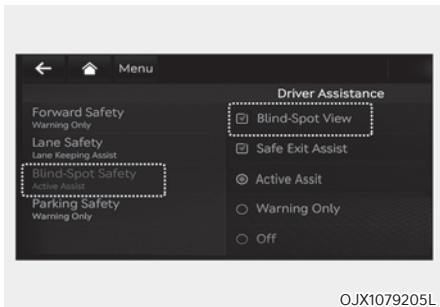 Menu
Driver Assistance
Forward Safety
Warning Only
Lane Safety
Lane Keeping Assist
Blind-Spot Safety
Active Assist
Parking Safety
Warning Only
Blind-Spot View
Safe Exit Assist
Active Assit
Warning Only
Off
OJX1079205L